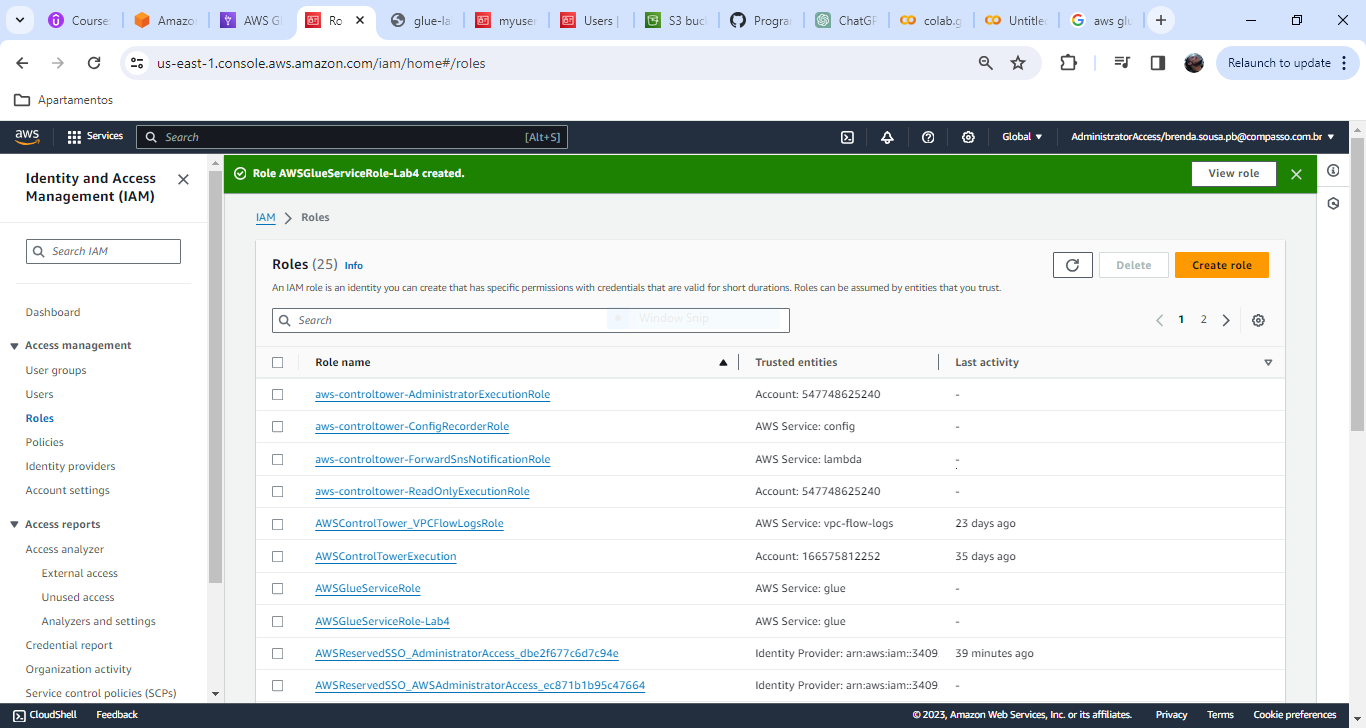 Course
Amazo
AWS Gl
Ro
glue-la
myuser
Users |
S3 buc
Progra
ChatGP
colab.g
Untitle
aws glu
us-east-1.console.aws.amazon.com/iam/home#/roles
Relaunch to update
Apartamentos
aws
Services
Search
[Alt+S]
Global
AdministratorAccess/brenda.sousa.pb@compasso.com.br
Identity and Access
Management (IAM)
Search IAM
Dashboard
Access management
User groups
Users
Roles
Policies
Identity providers
Account settings
Access reports
Access analyzer
External access
Unused access
Analyzers and settings
Credential report
Organization activity
Service control policies (SCPs)
Role AWSGlueServiceRole-Lab4 created.
View role
IAM > Roles
Roles (25) Info
Delete
Create role
An IAM role is an identity you can create that has specific permissions with credentials that are valid for short durations. Roles can be assumed by entities that you trust.
Search
Window Snip
1 2
Role name Trusted entities Last activity
aws-controltower-AdministratorExecutionRole Account: 547748625240 -
aws-controltower-ConfigRecorderRole AWS Service: config -
aws-controltower-ForwardSnsNotificationRole AWS Service: lambda -
aws-controltower-ReadOnlyExecutionRole Account: 547748625240 -
AWSControlTower_VPCFlowLogsRole AWS Service: vpc-flow-logs 23 days ago
AWSControlTowerExecution Account: 166575812252 35 days ago
AWSGlueServiceRole AWS Service: glue -
AWSGlueServiceRole-Lab4 AWS Service: glue -
AWSReservedSSO_AdministratorAccess_dbe2f677c6d7c94e Identity Provider: arn:aws:iam::3409 39 minutes ago
AWSReservedSSO_AWSAdministratorAccess_ec871b1b95c47664 Identity Provider: arn:aws:iam::3409 -
CloudShell Feedback
© 2023, Amazon Web Services, Inc. or its affiliates. Privacy Terms Cookie preferences